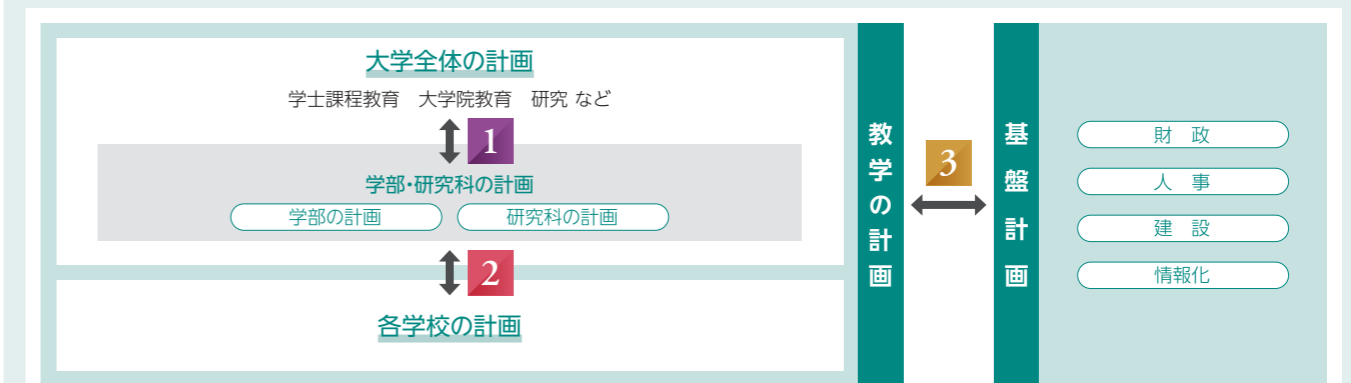 大学全体の計画
学士課程教育　大学院教育　研究 など
1
学部・研究科の計画
学部の計画
研究科の計画
2
各学校の計画
教学の計画
3
基盤計画
財　政
人　事
建　設
情報化